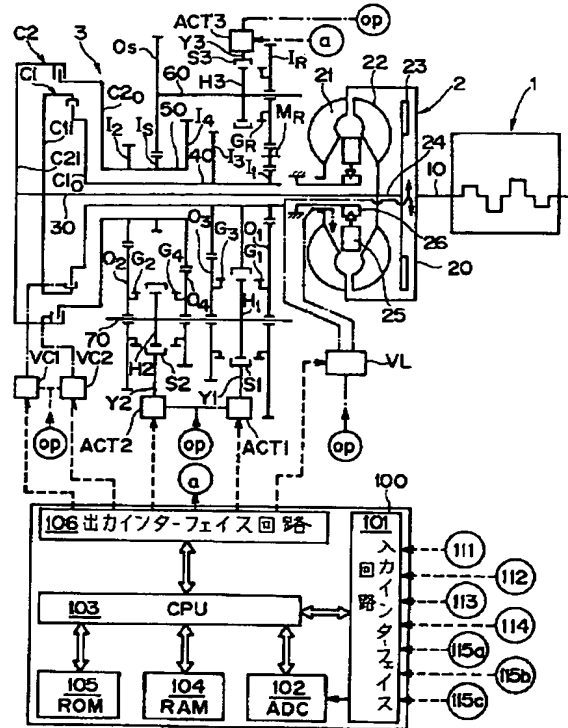 ACT3
op
C2
3
Os
Y3
S3
a
C1
60
H3
IR
21
22
23
2
1
C2o
I2
Is
50
I4
GR
MR
C11
40
I3
I1
24
10
C21
C1o
30
O3
O1
26
O2
G2
G4
G3
G1
20
O4
H1
25
70
VC1
VC2
H2
S2
S1
VL
Y2
Y1
op
ACT2
op
ACT1
op
a
100
106 出力インターフェイス回路
101
入力インターフェイス
回路
111
112
113
103 CPU
114
115a
115b
105
ROM
104
RAM
102
ADC
115c